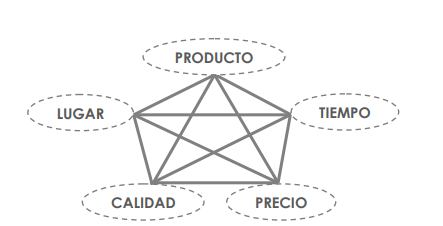 PRODUCTO
LUGAR
TIEMPO
CALIDAD
PRECIO